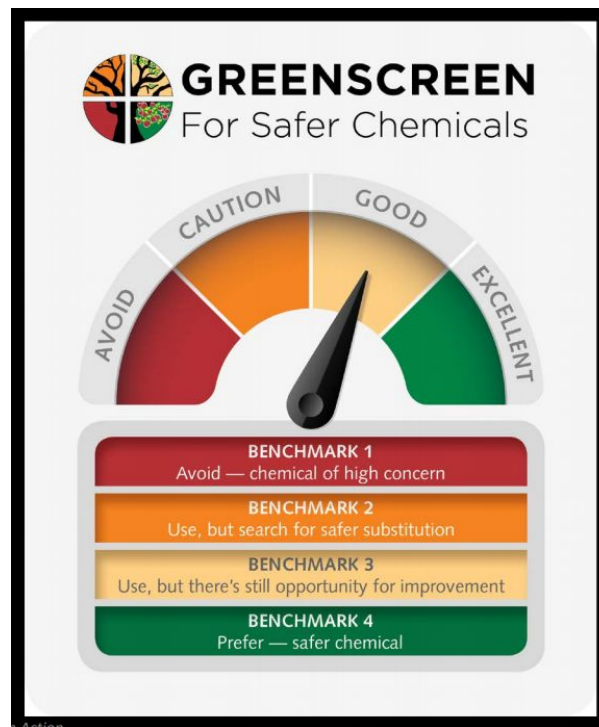 GREENSCREEN
For Safer Chemicals
AVOID
CAUTION
GOOD
EXCELLENT
BENCHMARK 1
Avoid — chemical of high concern
BENCHMARK 2
Use, but search for safer substitution
BENCHMARK 3
Use, but there's still opportunity for improvement
BENCHMARK 4
Prefer — safer chemical
Action